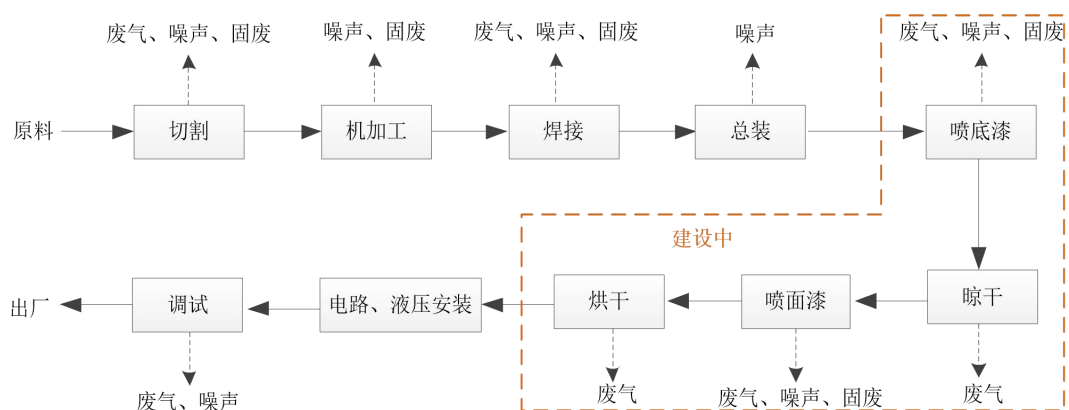 废气、噪声、固废
噪声、固废
废气、噪声、固废
噪声
废气、噪声、固废
原料
切割
机加工
焊接
总装
喷底漆
建设中
出厂
调试
电路、液压安装
烘干
喷面漆
晾干
废气、噪声
废气
废气、噪声、固废
废气